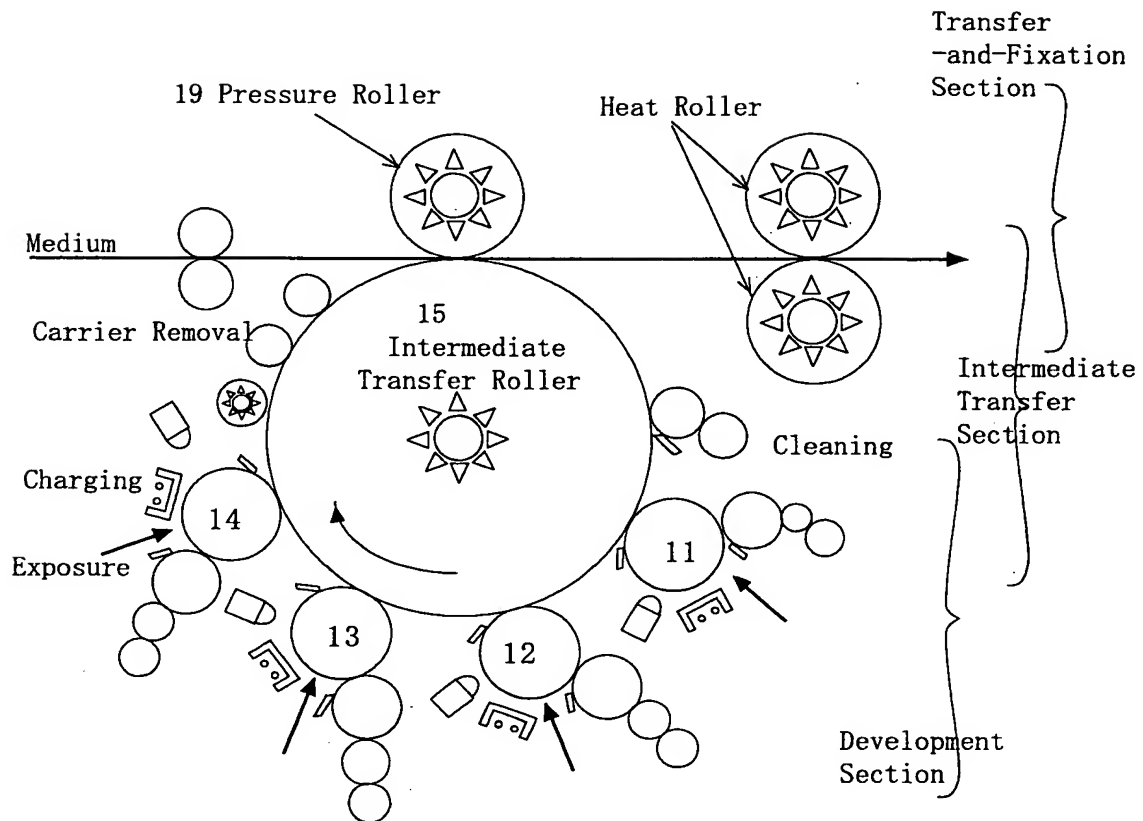 Transfer
-and-Fixation
Section
19 Pressure Roller
Heat Roller
Medium
15
Intermediate
Transfer Roller
Carrier Removal
Intermediate
Transfer
Section
Cleaning
Charging
14
11
Exposure
13
12
Development
Section